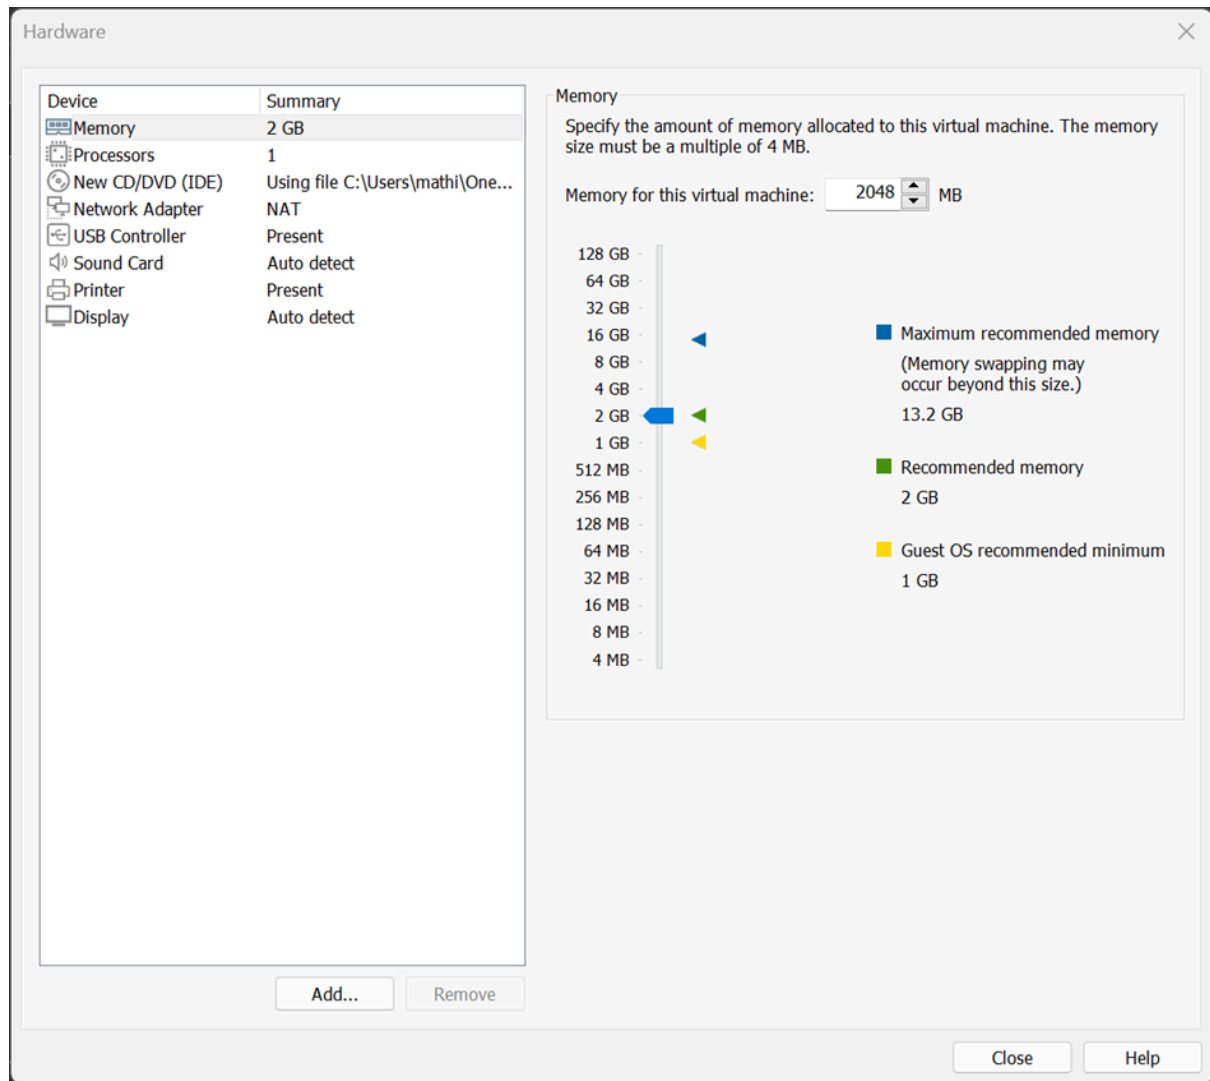 Hardware
Device Summary
Memory 2 GB
Processors 1
New CD/DVD (IDE) Using file C:\Users\mathi\One...
Network Adapter NAT
USB Controller Present
Sound Card Auto detect
Printer Present
Display Auto detect
Add... Remove
Memory
Specify the amount of memory allocated to this virtual machine. The memory
size must be a multiple of 4 MB.
Memory for this virtual machine: 2048 MB
128 GB
64 GB
32 GB
16 GB
8 GB
4 GB
2 GB
1 GB
512 MB
256 MB
128 MB
64 MB
32 MB
16 MB
8 MB
4 MB
Maximum recommended memory
(Memory swapping may
occur beyond this size.)
13.2 GB
Recommended memory
2 GB
Guest OS recommended minimum
1 GB
Close Help